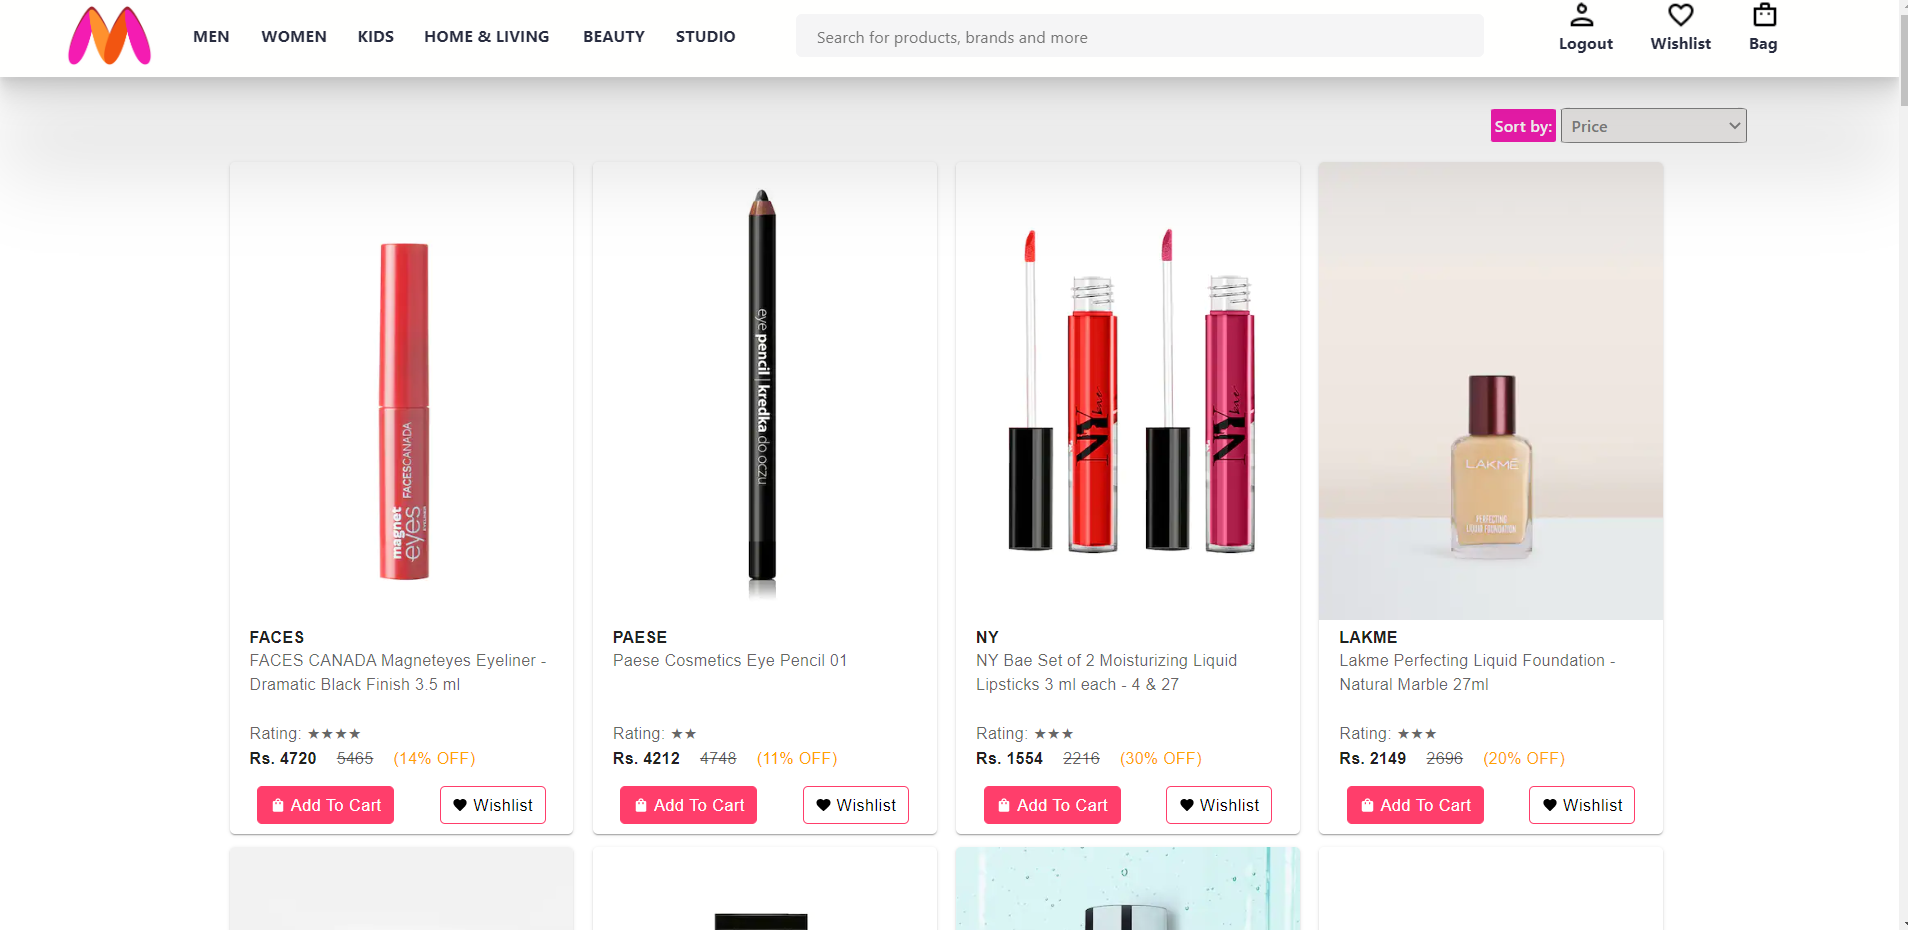 MEN WOMEN KIDS HOME & LIVING BEAUTY STUDIO Search for products, brands and more Logout Wishlist Bag
Sort by: Price
FACESCANADA
magnet
eyes
eye pencil | kredka do oczu
NY
bae
NY
bae
LAKMĒ
PERFECTING
LIQUID FOUNDATION
FACES
FACES CANADA Magneteyes Eyeliner -
Dramatic Black Finish 3.5 ml
Rating: ★★★★
Rs. 4720 5465 (14% OFF)
Add To Cart Wishlist
PAESE
Paese Cosmetics Eye Pencil 01
Rating: ★★
Rs. 4212 4748 (11% OFF)
Add To Cart Wishlist
NY
NY Bae Set of 2 Moisturizing Liquid
Lipsticks 3 ml each - 4 & 27
Rating: ★★★
Rs. 1554 2216 (30% OFF)
Add To Cart Wishlist
LAKME
Lakme Perfecting Liquid Foundation -
Natural Marble 27ml
Rating: ★★★
Rs. 2149 2696 (20% OFF)
Add To Cart Wishlist